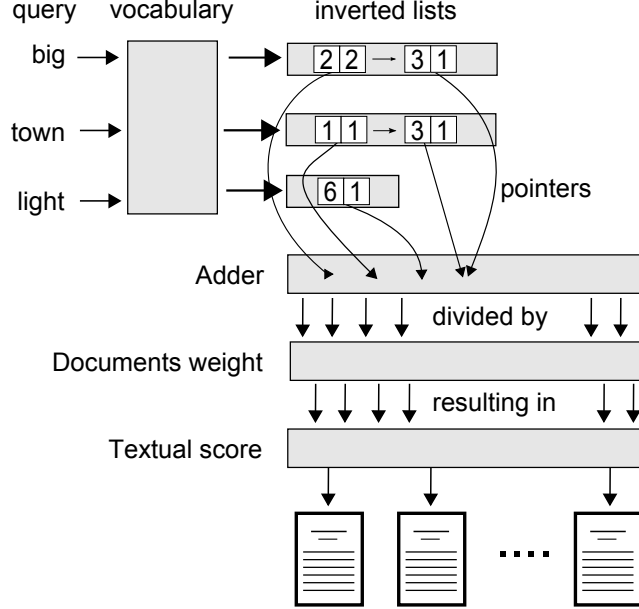 query vocabulary inverted lists
big 2 2 3 1
town 1 1 3 1
light 6 1
pointers
Adder
divided by
Documents weight
resulting in
Textual score